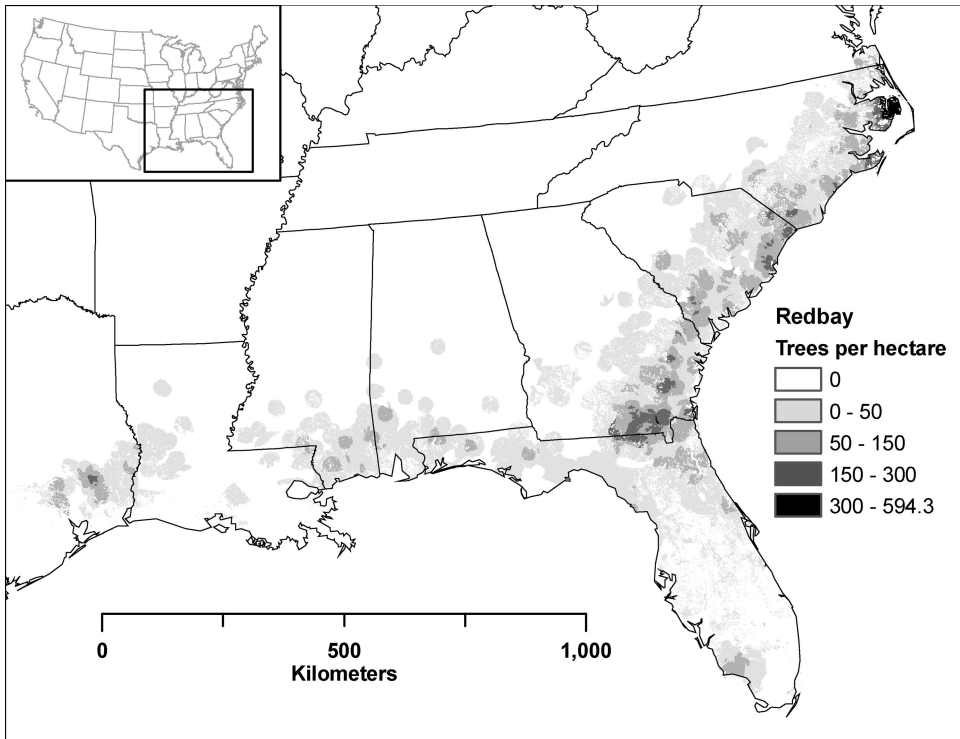 Redbay
Trees per hectare
0
0 - 50
50 - 150
150 - 300
300 - 594.3
0
500
1,000
Kilometers